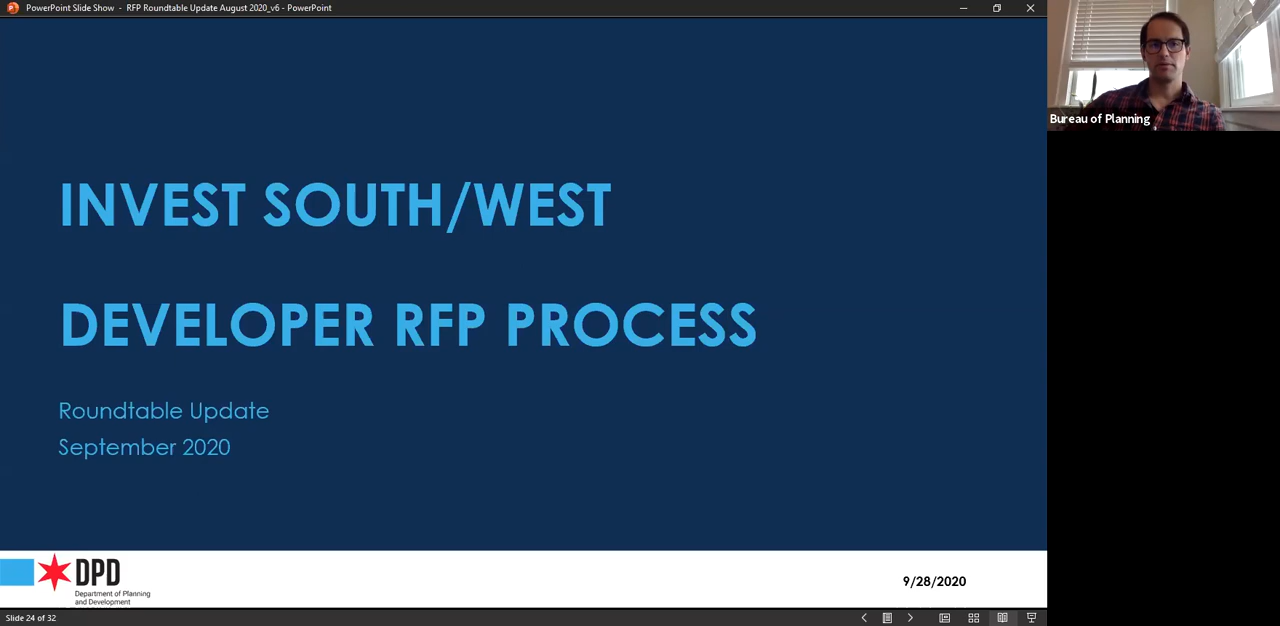 PowerPoint Slide Show - RFP Roundtable Update August 2020_v6 - PowerPoint
Bureau of Planning
INVEST SOUTH/WEST
DEVELOPER RFP PROCESS
Roundtable Update
September 2020
DPD
Department of Planning
and Development
9/28/2020
Slide 24 of 32